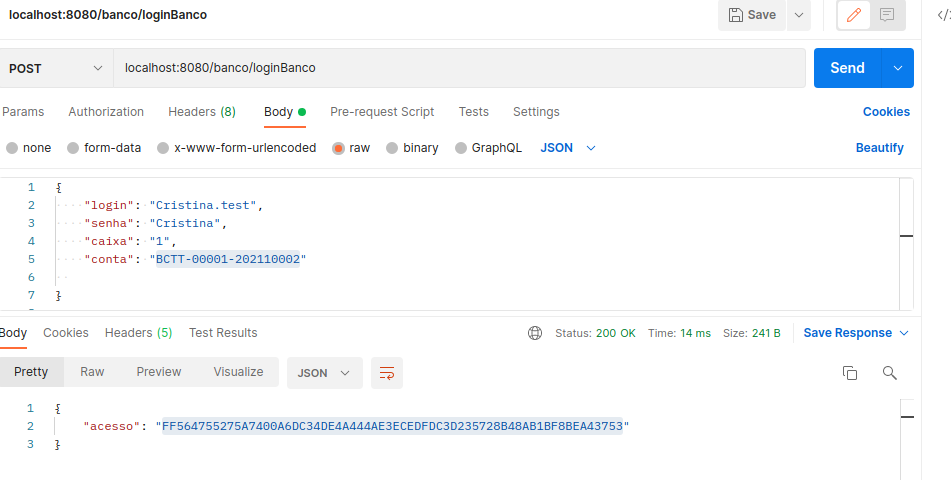 localhost:8080/banco/loginBanco
Save
</>
POST localhost:8080/banco/loginBanco Send
Params Authorization Headers (8) Body Pre-request Script Tests Settings Cookies
none form-data x-www-form-urlencoded raw binary GraphQL JSON Beautify
1 {
2 "login": "Cristina.test",
3 "senha": "Cristina",
4 "caixa": "1",
5 "conta": "BCTT-00001-202110002"
6
7 }
Body Cookies Headers (5) Test Results Status: 200 OK Time: 14 ms Size: 241 B Save Response
Pretty Raw Preview Visualize JSON
1 {
2 "acesso": "FF564755275A7400A6DC34DE4A444AE3ECEDFDC3D235728B48AB1BF8BEA43753"
3 }